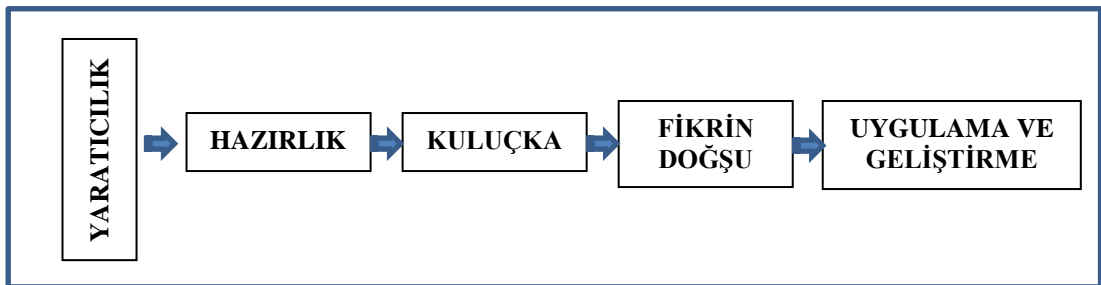 YARATICILIK
HAZIRLIK
KULUÇKA
FİKRİN
DOĞŞU
UYGULAMA VE
GELİŞTİRME